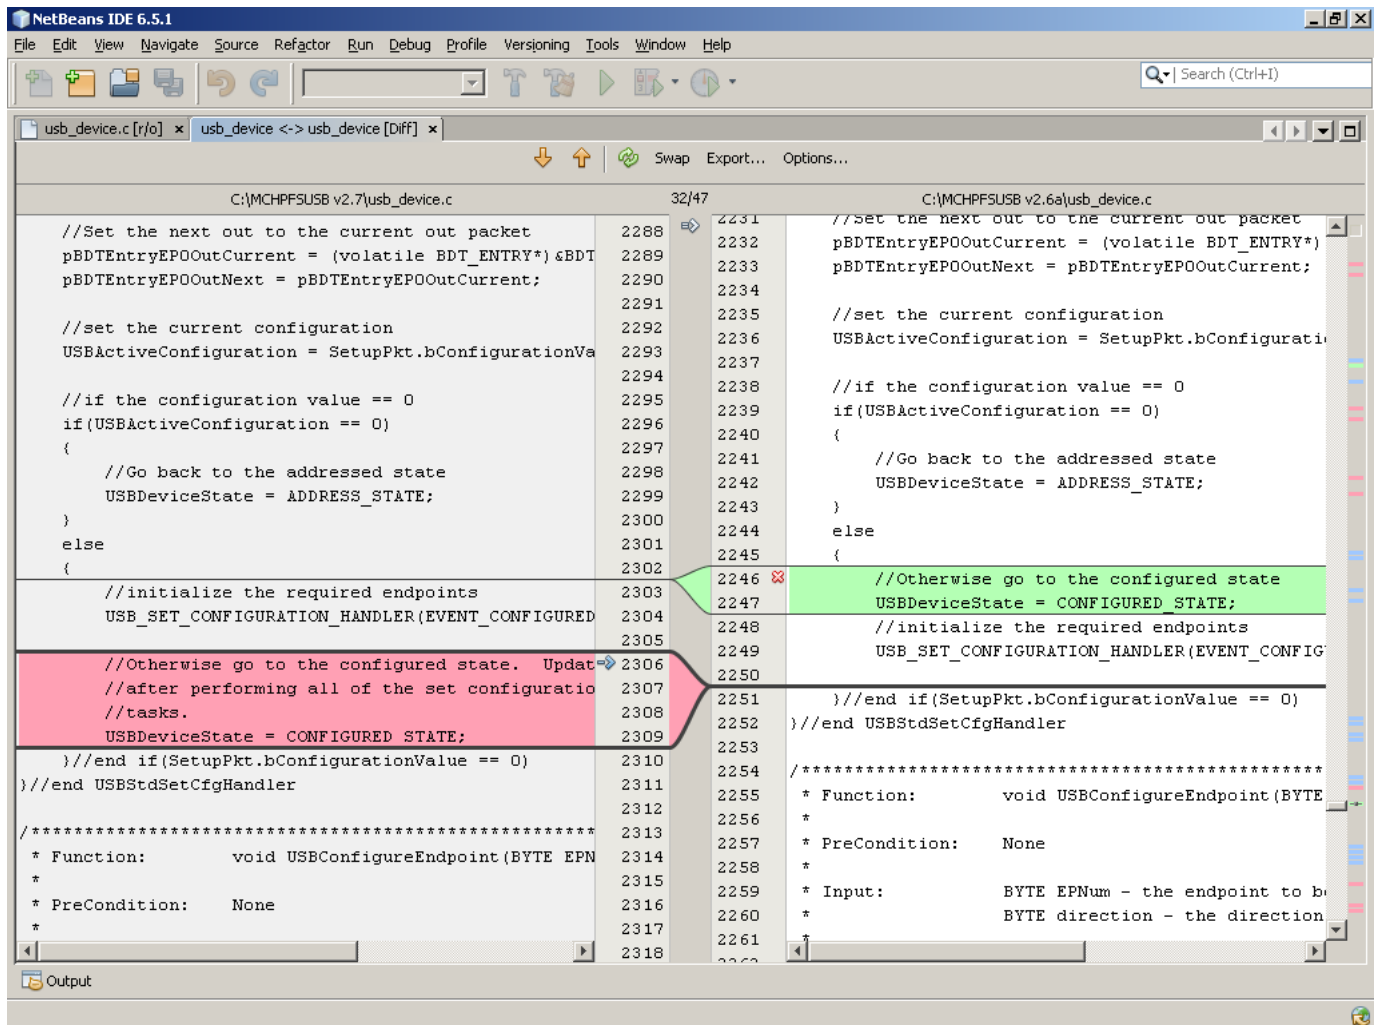 NetBeans IDE 6.5.1
File Edit View Navigate Source Refactor Run Debug Profile Versioning Tools Window Help
Search (Ctrl+I)
usb_device.c [r/o] usb_device <-> usb_device [Diff]
Swap Export... Options...
C:\MCHPFSUSB v2.7\usb_device.c 32/47 C:\MCHPFSUSB v2.6a\usb_device.c
//Set the next out to the current out packet 2288
pBDTEntryEP0OutCurrent = (volatile BDT_ENTRY*)&BDT 2289
pBDTEntryEP0OutNext = pBDTEntryEP0OutCurrent; 2290
2291
//set the current configuration 2292
USBActiveConfiguration = SetupPkt.bConfigurationVa 2293
2294
//if the configuration value == 0 2295
if(USBActiveConfiguration == 0) 2296
{ 2297
//Go back to the addressed state 2298
USBDeviceState = ADDRESS_STATE; 2299
} 2300
else 2301
{ 2302
//initialize the required endpoints 2303
USB_SET_CONFIGURATION_HANDLER(EVENT_CONFIGURED 2304
2305
//Otherwise go to the configured state.  Updat 2306
//after performing all of the set configuratio 2307
//tasks. 2308
USBDeviceState = CONFIGURED_STATE; 2309
}//end if(SetupPkt.bConfigurationValue == 0) 2310
}//end USBStdSetCfgHandler 2311
2312
/***************************************************** 2313
* Function: void USBConfigureEndpoint(BYTE EPN 2314
* 2315
* PreCondition: None 2316
* 2317
2318
2231 //Set the next out to the current out packet
2232 pBDTEntryEP0OutCurrent = (volatile BDT_ENTRY*)
2233 pBDTEntryEP0OutNext = pBDTEntryEP0OutCurrent;
2234
2235 //set the current configuration
2236 USBActiveConfiguration = SetupPkt.bConfigurati
2237
2238 //if the configuration value == 0
2239 if(USBActiveConfiguration == 0)
2240 {
2241 //Go back to the addressed state
2242 USBDeviceState = ADDRESS_STATE;
2243 }
2244 else
2245 {
2246 //Otherwise go to the configured state
2247 USBDeviceState = CONFIGURED_STATE;
2248 //initialize the required endpoints
2249 USB_SET_CONFIGURATION_HANDLER(EVENT_CONFIG
2250
2251 }//end if(SetupPkt.bConfigurationValue == 0)
2252 }//end USBStdSetCfgHandler
2253
2254 /*************************************************
2255 * Function: void USBConfigureEndpoint(BYTE
2256 *
2257 * PreCondition: None
2258 *
2259 * Input: BYTE EPNum - the endpoint to b
2260 * BYTE direction - the direction
2261 *
Output